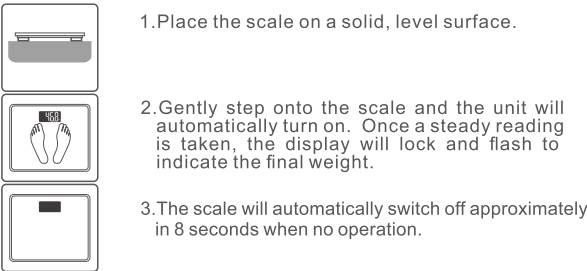 1.Place the scale on a solid, level surface.
2.Gently step onto the scale and the unit will
automatically turn on. Once a steady reading
is taken, the display will lock and flash to
indicate the final weight.
3.The scale will automatically switch off approximately
in 8 seconds when no operation.